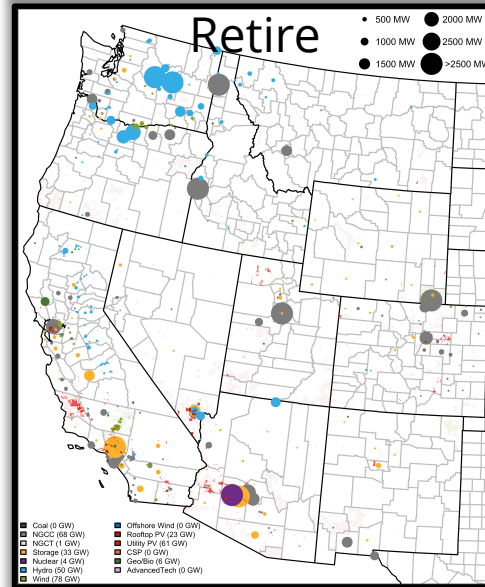 Retire
500 MW
2000 MW
1000 MW
2500 MW
1500 MW
>2500 MW
Coal (0 GW)
NGCC (68 GW)
NGCT (1 GW)
Storage (33 GW)
Nuclear (4 GW)
Hydro (50 GW)
Wind (78 GW)
Offshore Wind (0 GW)
Rooftop PV (23 GW)
Utility PV (61 GW)
CSP (0 GW)
Geo/Bio (6 GW)
AdvancedTech (0 GW)